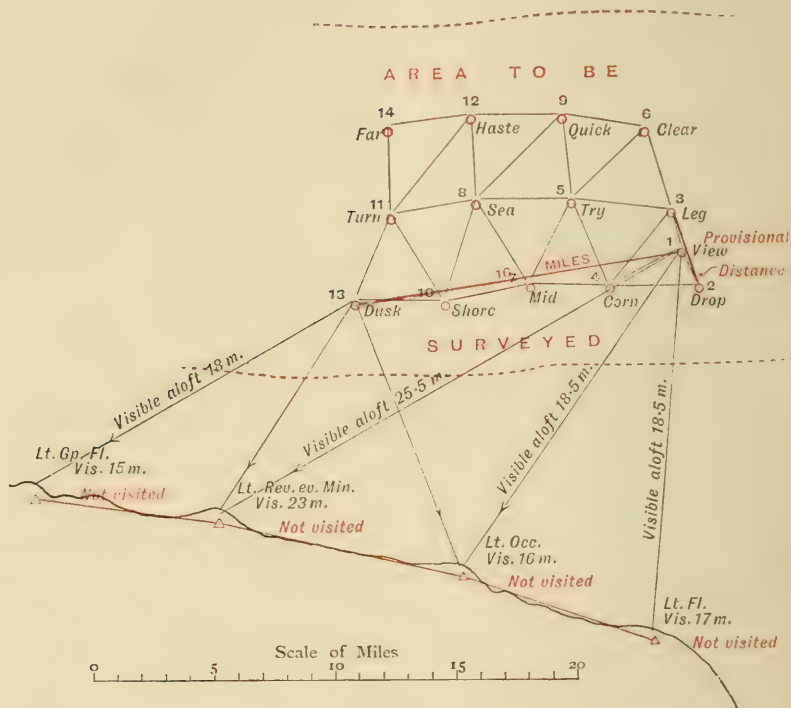 AREA TO BE
14
12
9
6
Far
Haste
Quick
Clear
11
8
5
3
Turn
Sea
Try
Leg
1
View
Provisional
Distance
16 MILES
13
10
7
4
2
Dusk
Shore
Mid
Corn
Drop
SURVEYED
Visible aloft 18 m.
Visible aloft 25·5 m.
Visible aloft 18·5 m.
Visible aloft 18·5 m.
Lt. Gp. Fl.
Vis. 15 m.
Not visited
Lt. Rev. ev. Min.
Vis. 23 m.
Not visited
Lt. Occ.
Vis. 16 m.
Not visited
Lt. Fl.
Vis. 17 m.
Not visited
Scale of Miles
0 5 10 15 20